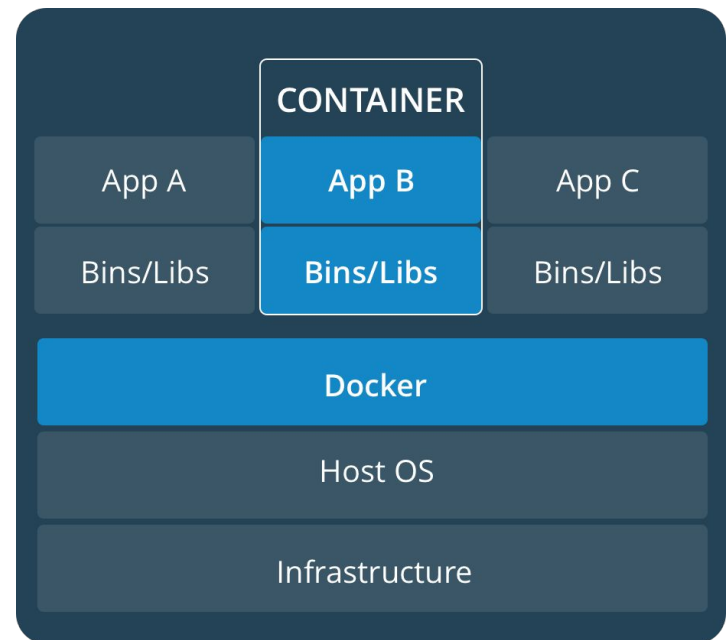 CONTAINER
App A
App B
App C
Bins/Libs
Bins/Libs
Bins/Libs
Docker
Host OS
Infrastructure